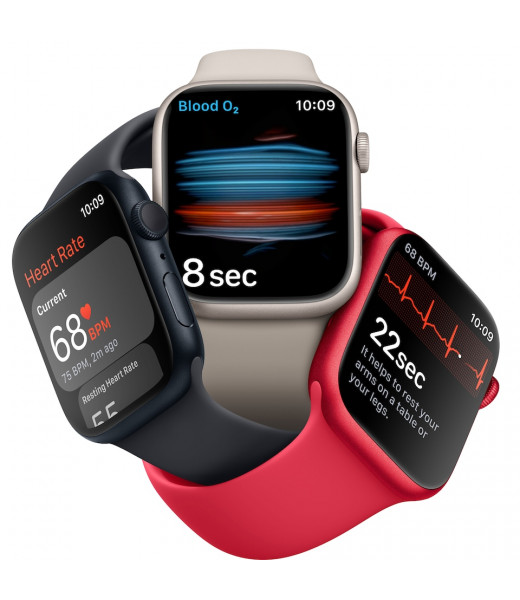 Blood O₂ 10:09
8 sec
10:09
Heart Rate
Current
68 BPM
75 BPM, 2m ago
Resting Heart Rate
55
68 BPM 10:09
22sec
It helps to rest your
arms on a table or
your legs.